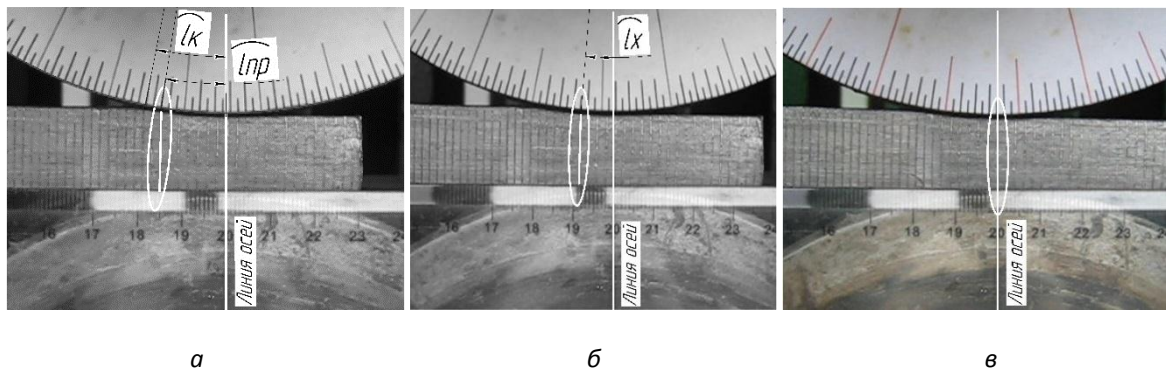 lк
lпр
16 17 18 19 20 21 22 23
Линия осей
lх
16 17 18 19 20 21 22 23
Линия осей
16 17 18 19 20 21 22 23
Линия осей
а
б
в